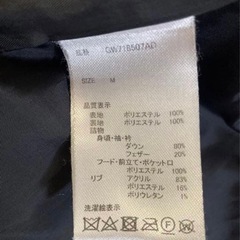 品番 GW718507AD
SIZE: M
品質表示
表地 ポリエステル 100%
裏地 ポリエステル 100%
詰物
身頃・袖・衿
ダウン 80%
フェザー 20%
フード・前立て・ポケット口
ポリエステル 100%
リブ アクリル 83%
ポリエステル 16%
ポリウレタン 1%
洗濯絵表示